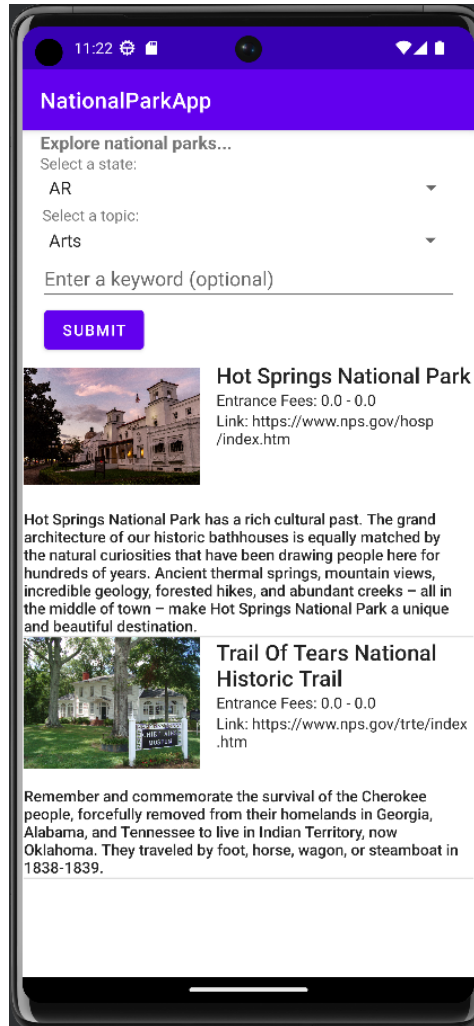 11:22
NationalParkApp
Explore national parks...
Select a state:
AR
Select a topic:
Arts
Enter a keyword (optional)
SUBMIT
Hot Springs National Park
Entrance Fees: 0.0 - 0.0
Link: https://www.nps.gov/hosp
/index.htm
Hot Springs National Park has a rich cultural past. The grand
architecture of our historic bathhouses is equally matched by
the natural curiosities that have been drawing people here for
hundreds of years. Ancient thermal springs, mountain views,
incredible geology, forested hikes, and abundant creeks – all in
the middle of town – make Hot Springs National Park a unique
and beautiful destination.
Trail Of Tears National
Historic Trail
Entrance Fees: 0.0 - 0.0
Link: https://www.nps.gov/trte/index
.htm
MUSEUM
Remember and commemorate the survival of the Cherokee
people, forcefully removed from their homelands in Georgia,
Alabama, and Tennessee to live in Indian Territory, now
Oklahoma. They traveled by foot, horse, wagon, or steamboat in
1838-1839.